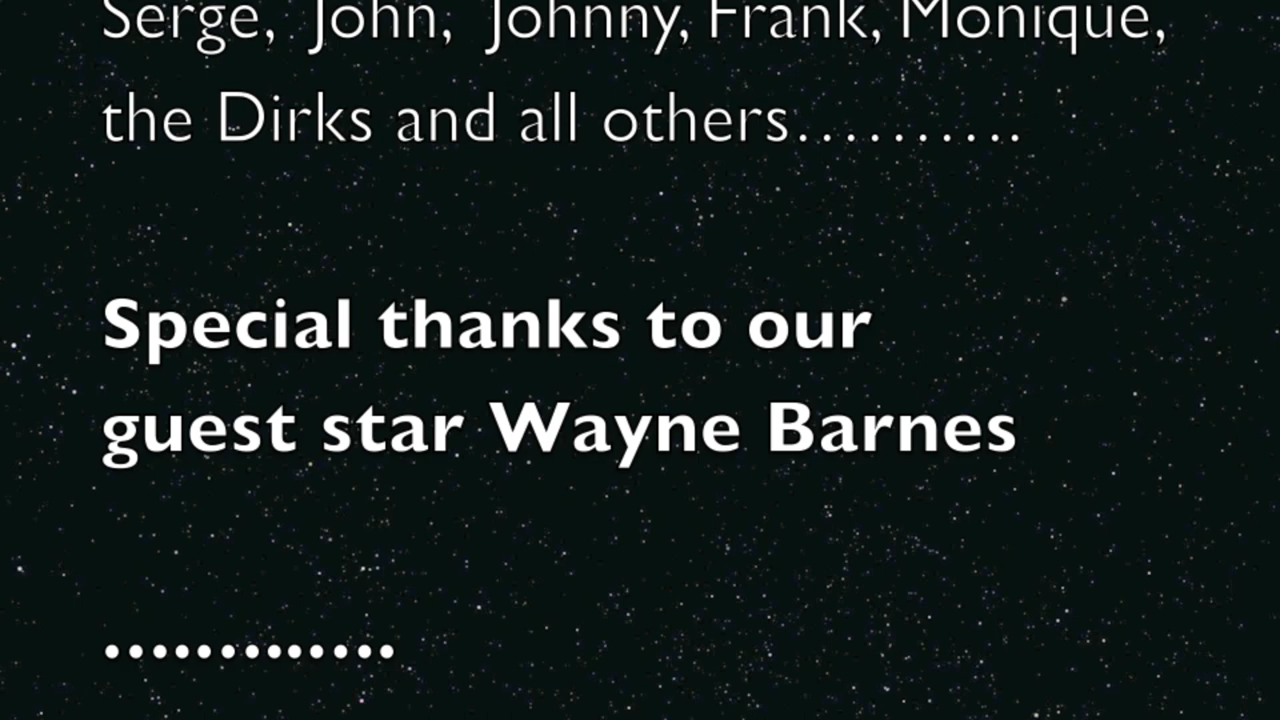 Serge, John, Johnny, Frank, Monique,
the Dirks and all others..........
Special thanks to our
guest star Wayne Barnes
.............